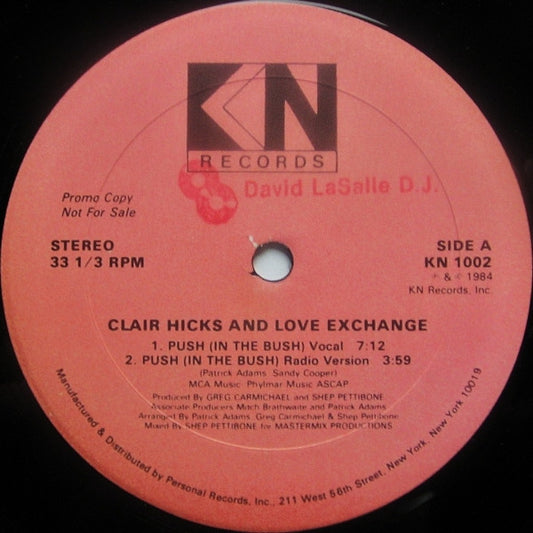 KN
RECORDS
David LaSalle D.J.
Promo Copy
Not For Sale
STEREO
33 1/3 RPM
SIDE A
KN 1002
℗ & © 1984
KN Records, Inc.
CLAIR HICKS AND LOVE EXCHANGE
1. PUSH (IN THE BUSH) Vocal 7:12
2. PUSH (IN THE BUSH) Radio Version 3:59
(Patrick Adams, Sandy Cooper)
MCA Music Phylmar Music ASCAP
Produced By GREG CARMICHAEL and SHEP PETTIBONE
Associate Producers Mitch Brathwaite and Patrick Adams
Arranged By Patrick Adams, Greg Carmichael & Shep Pettibone
Mixed By SHEP PETTIBONE for MASTERMIX PRODUCTIONS
Manufactured & Distributed by Personal Records, Inc., 211 West 56th Street, New York, New York 10019